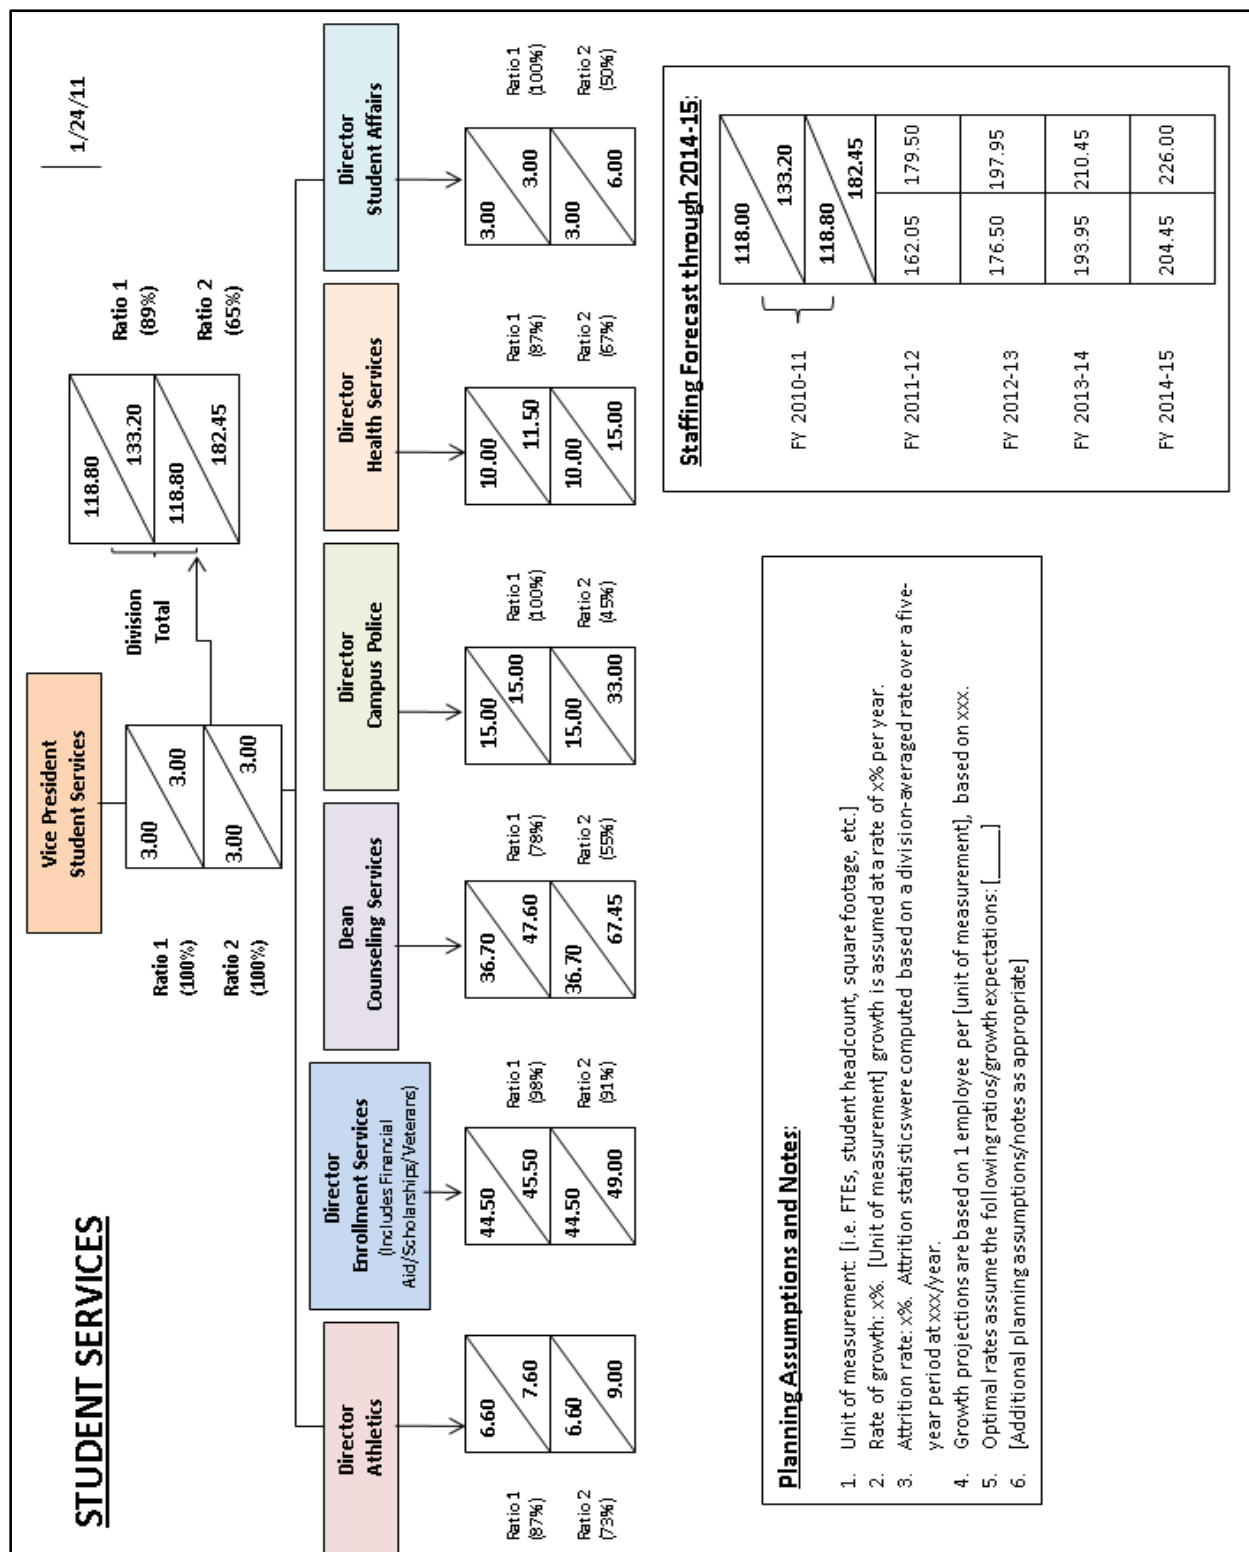 STUDENT SERVICES
1/24/11
Vice President
Student Services
Ratio 1
(100%)
Ratio 2
(100%)
3.00
3.00
3.00
3.00
Division
Total
118.80
133.20
118.80
182.45
Ratio 1
(89%)
Ratio 2
(65%)
Director
Athletics
Ratio 1
(87%)
Ratio 2
(73%)
6.60
7.60
6.60
9.00
Director
Enrollment Services
(Includes Financial
Aid/Scholarships/Veterans)
44.50
45.50
44.50
49.00
Ratio 1
(98%)
Ratio 2
(91%)
Dean
Counseling Services
36.70
47.60
36.70
67.45
Ratio 1
(78%)
Ratio 2
(55%)
Director
Campus Police
15.00
15.00
15.00
33.00
Ratio 1
(100%)
Ratio 2
(45%)
Director
Health Services
10.00
11.50
10.00
15.00
Ratio 1
(87%)
Ratio 2
(67%)
Director
Student Affairs
3.00
3.00
3.00
6.00
Ratio 1
(100%)
Ratio 2
(50%)
Planning Assumptions and Notes:
1. Unit of measurement: [i.e. FTEs, student headcount, square footage, etc.]
2. Rate of growth: x%. [Unit of measurement] growth is assumed at a rate of x% per year.
3. Attrition rate: x%. Attrition statistics were computed based on a division-averaged rate over a five-
year period at xxx/year.
4. Growth projections are based on 1 employee per [unit of measurement], based on xxx.
5. Optimal rates assume the following ratios/growth expectations: [_____]
6. [Additional planning assumptions/notes as appropriate]
Staffing Forecast through 2014-15:
FY 2010-11
118.00
133.20
118.80
182.45
FY 2011-12 162.05 179.50
FY 2012-13 176.50 197.95
FY 2013-14 193.95 210.45
FY 2014-15 204.45 226.00